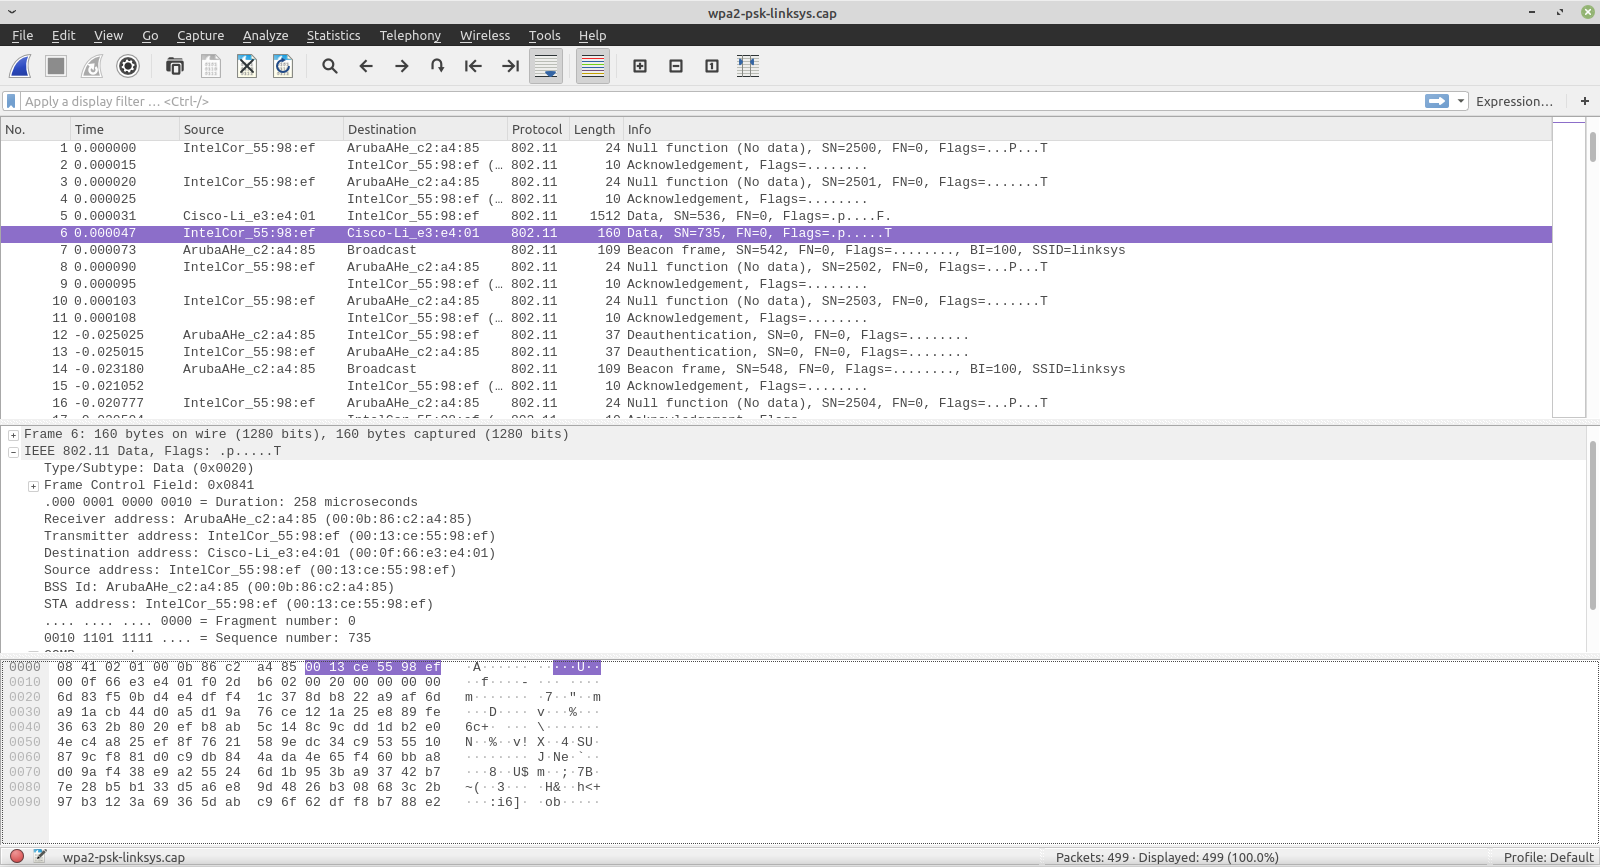 wpa2-psk-linksys.cap
File Edit View Go Capture Analyze Statistics Telephony Wireless Tools Help
Apply a display filter … <Ctrl-/> Expression… +
No. Time Source Destination Protocol Length Info
1 0.000000 IntelCor_55:98:ef ArubaAHe_c2:a4:85 802.11 24 Null function (No data), SN=2500, FN=0, Flags=...P...T
2 0.000015 IntelCor_55:98:ef (… 802.11 10 Acknowledgement, Flags=........
3 0.000020 IntelCor_55:98:ef ArubaAHe_c2:a4:85 802.11 24 Null function (No data), SN=2501, FN=0, Flags=.......T
4 0.000025 IntelCor_55:98:ef (… 802.11 10 Acknowledgement, Flags=........
5 0.000031 Cisco-Li_e3:e4:01 IntelCor_55:98:ef 802.11 1512 Data, SN=536, FN=0, Flags=.p....F.
6 0.000047 IntelCor_55:98:ef Cisco-Li_e3:e4:01 802.11 160 Data, SN=735, FN=0, Flags=.p.....T
7 0.000073 ArubaAHe_c2:a4:85 Broadcast 802.11 109 Beacon frame, SN=542, FN=0, Flags=........, BI=100, SSID=linksys
8 0.000090 IntelCor_55:98:ef ArubaAHe_c2:a4:85 802.11 24 Null function (No data), SN=2502, FN=0, Flags=...P...T
9 0.000095 IntelCor_55:98:ef (… 802.11 10 Acknowledgement, Flags=........
10 0.000103 IntelCor_55:98:ef ArubaAHe_c2:a4:85 802.11 24 Null function (No data), SN=2503, FN=0, Flags=.......T
11 0.000108 IntelCor_55:98:ef (… 802.11 10 Acknowledgement, Flags=........
12 -0.025025 ArubaAHe_c2:a4:85 IntelCor_55:98:ef 802.11 37 Deauthentication, SN=0, FN=0, Flags=........
13 -0.025015 IntelCor_55:98:ef ArubaAHe_c2:a4:85 802.11 37 Deauthentication, SN=0, FN=0, Flags=........
14 -0.023180 ArubaAHe_c2:a4:85 Broadcast 802.11 109 Beacon frame, SN=548, FN=0, Flags=........, BI=100, SSID=linksys
15 -0.021052 IntelCor_55:98:ef (… 802.11 10 Acknowledgement, Flags=........
16 -0.020777 IntelCor_55:98:ef ArubaAHe_c2:a4:85 802.11 24 Null function (No data), SN=2504, FN=0, Flags=...P...T
Frame 6: 160 bytes on wire (1280 bits), 160 bytes captured (1280 bits)
IEEE 802.11 Data, Flags: .p.....T
Type/Subtype: Data (0x0020)
Frame Control Field: 0x0841
.000 0001 0000 0010 = Duration: 258 microseconds
Receiver address: ArubaAHe_c2:a4:85 (00:0b:86:c2:a4:85)
Transmitter address: IntelCor_55:98:ef (00:13:ce:55:98:ef)
Destination address: Cisco-Li_e3:e4:01 (00:0f:66:e3:e4:01)
Source address: IntelCor_55:98:ef (00:13:ce:55:98:ef)
BSS Id: ArubaAHe_c2:a4:85 (00:0b:86:c2:a4:85)
STA address: IntelCor_55:98:ef (00:13:ce:55:98:ef)
.... .... .... 0000 = Fragment number: 0
0010 1101 1111 .... = Sequence number: 735
0000 08 41 02 01 00 0b 86 c2 a4 85 00 13 ce 55 98 ef ·A······ ·····U··
0010 00 0f 66 e3 e4 01 f0 2d b6 02 00 20 00 00 00 00 ··f····- ··· ····
0020 6d 83 f5 0b d4 e4 df f4 1c 37 8d b8 22 a9 af 6d m······· ·7··"··m
0030 a9 1a cb 44 d0 a5 d1 9a 76 ce 12 1a 25 e8 89 fe ···D···· v···%···
0040 36 63 2b 80 20 ef b8 ab 5c 14 8c 9c dd 1d b2 e0 6c+· ··· \·······
0050 4e c4 a8 25 ef 8f 76 21 58 9e dc 34 c9 53 55 10 N··%··v! X··4·SU·
0060 87 9c f8 81 d0 c9 db 84 4a da 4e 65 f4 60 bb a8 ········ J·Ne·`··
0070 d0 9a f4 38 e9 a2 55 24 6d 1b 95 3b a9 37 42 b7 ···8··U$ m··;·7B·
0080 7e 28 b5 b1 33 d5 a6 e8 9d 48 26 b3 08 68 3c 2b ~(··3··· ·H&··h<+
0090 97 b3 12 3a 69 36 5d ab c9 6f 62 df f8 b7 88 e2 ···:i6]· ·ob·····
wpa2-psk-linksys.cap Packets: 499 · Displayed: 499 (100.0%) Profile: Default